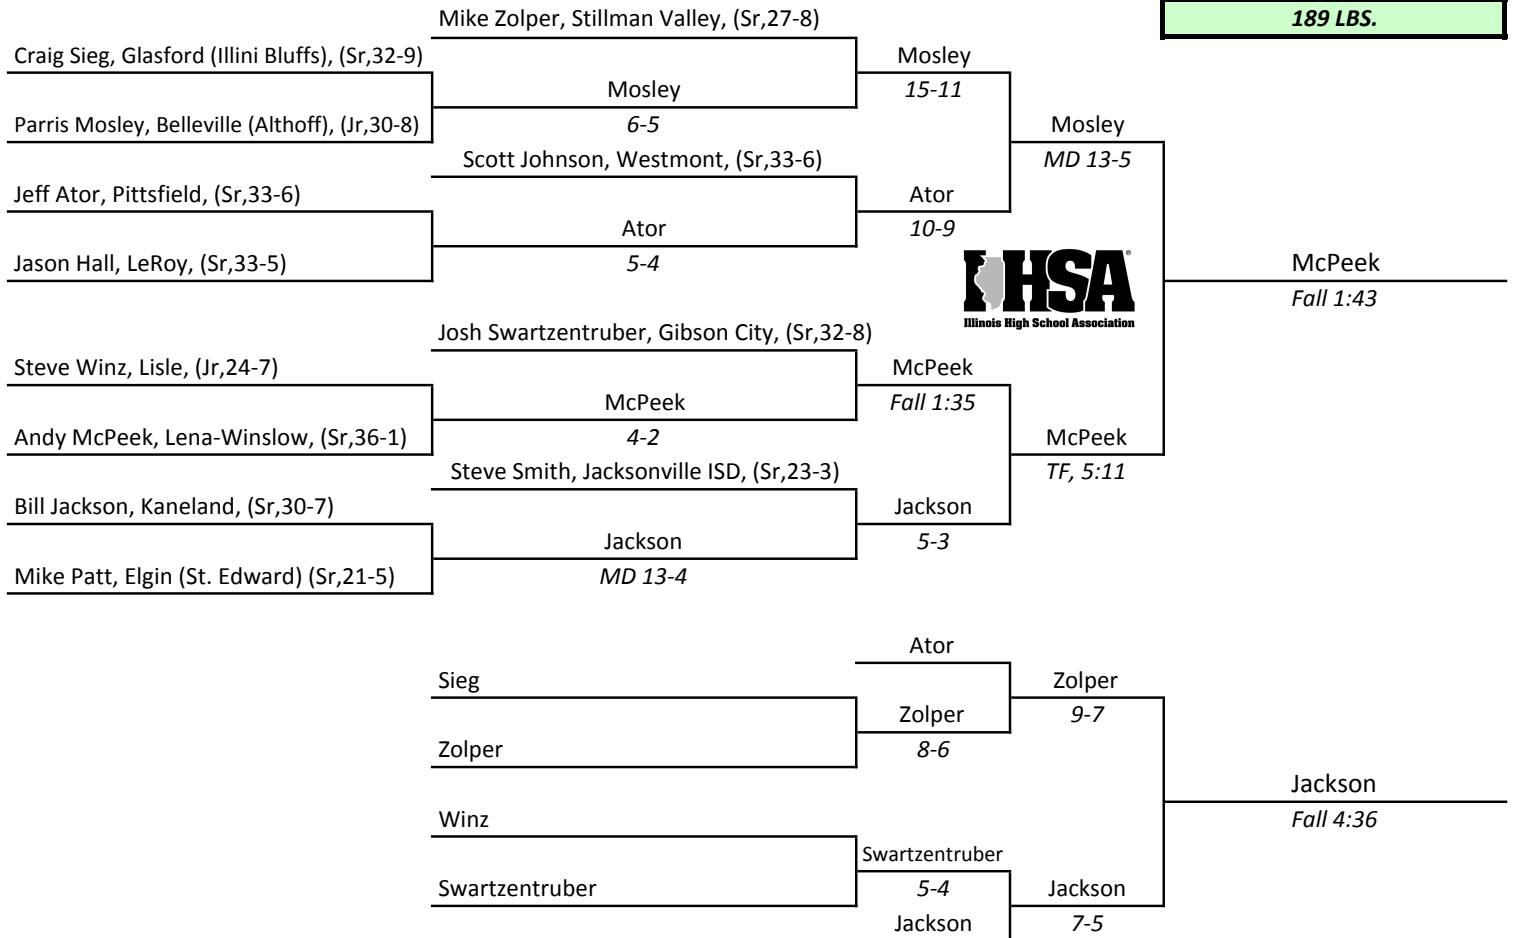 Mike Zolper, Stillman Valley, (Sr,27-8)
189 LBS.
Craig Sieg, Glasford (Illini Bluffs), (Sr,32-9)
Mosley
Mosley
15-11
Parris Mosley, Belleville (Althoff), (Jr,30-8)
6-5
Mosley
Scott Johnson, Westmont, (Sr,33-6)
MD 13-5
Jeff Ator, Pittsfield, (Sr,33-6)
Ator
Ator
10-9
Jason Hall, LeRoy, (Sr,33-5)
5-4
McPeek
Fall 1:43
IHSA®
Illinois High School Association
Josh Swartzentruber, Gibson City, (Sr,32-8)
Steve Winz, Lisle, (Jr,24-7)
McPeek
McPeek
Fall 1:35
Andy McPeek, Lena-Winslow, (Sr,36-1)
4-2
McPeek
Steve Smith, Jacksonville ISD, (Sr,23-3)
TF, 5:11
Bill Jackson, Kaneland, (Sr,30-7)
Jackson
Jackson
5-3
Mike Patt, Elgin (St. Edward) (Sr,21-5)
MD 13-4
Ator
Sieg
Zolper
Zolper
9-7
Zolper
8-6
Jackson
Fall 4:36
Winz
Swartzentruber
Swartzentruber
5-4
Jackson
Jackson
7-5